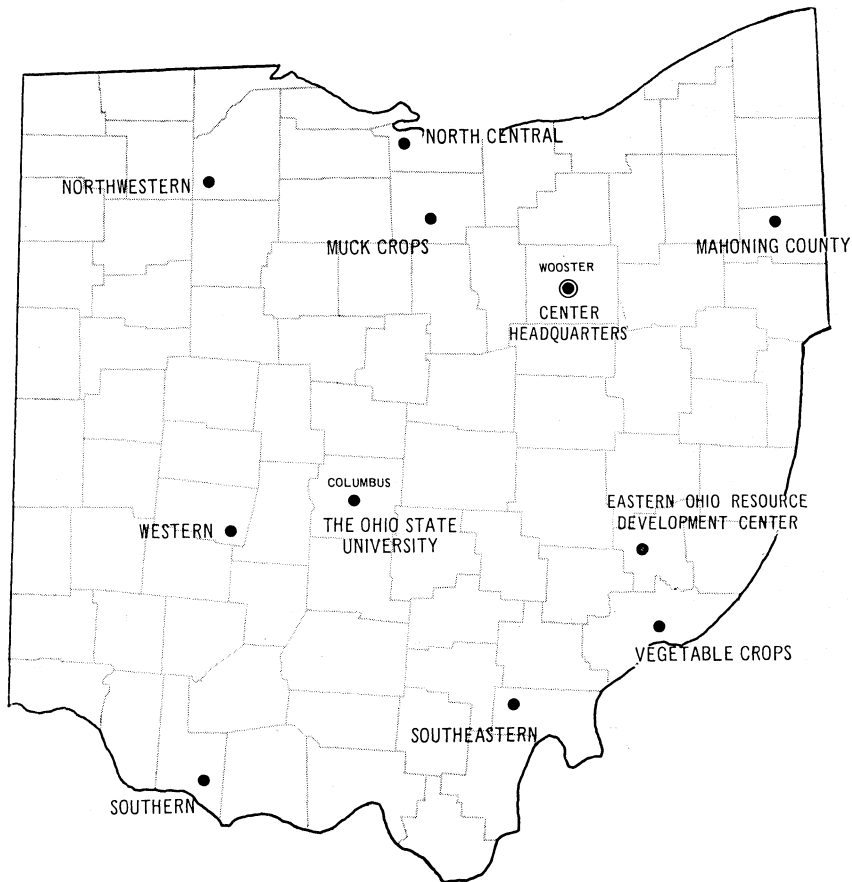 NORTH CENTRAL
NORTHWESTERN
MUCK CROPS
MAHONING COUNTY
WOOSTER
CENTER
HEADQUARTERS
COLUMBUS
THE OHIO STATE
UNIVERSITY
EASTERN OHIO RESOURCE
DEVELOPMENT CENTER
WESTERN
VEGETABLE CROPS
SOUTHEASTERN
SOUTHERN